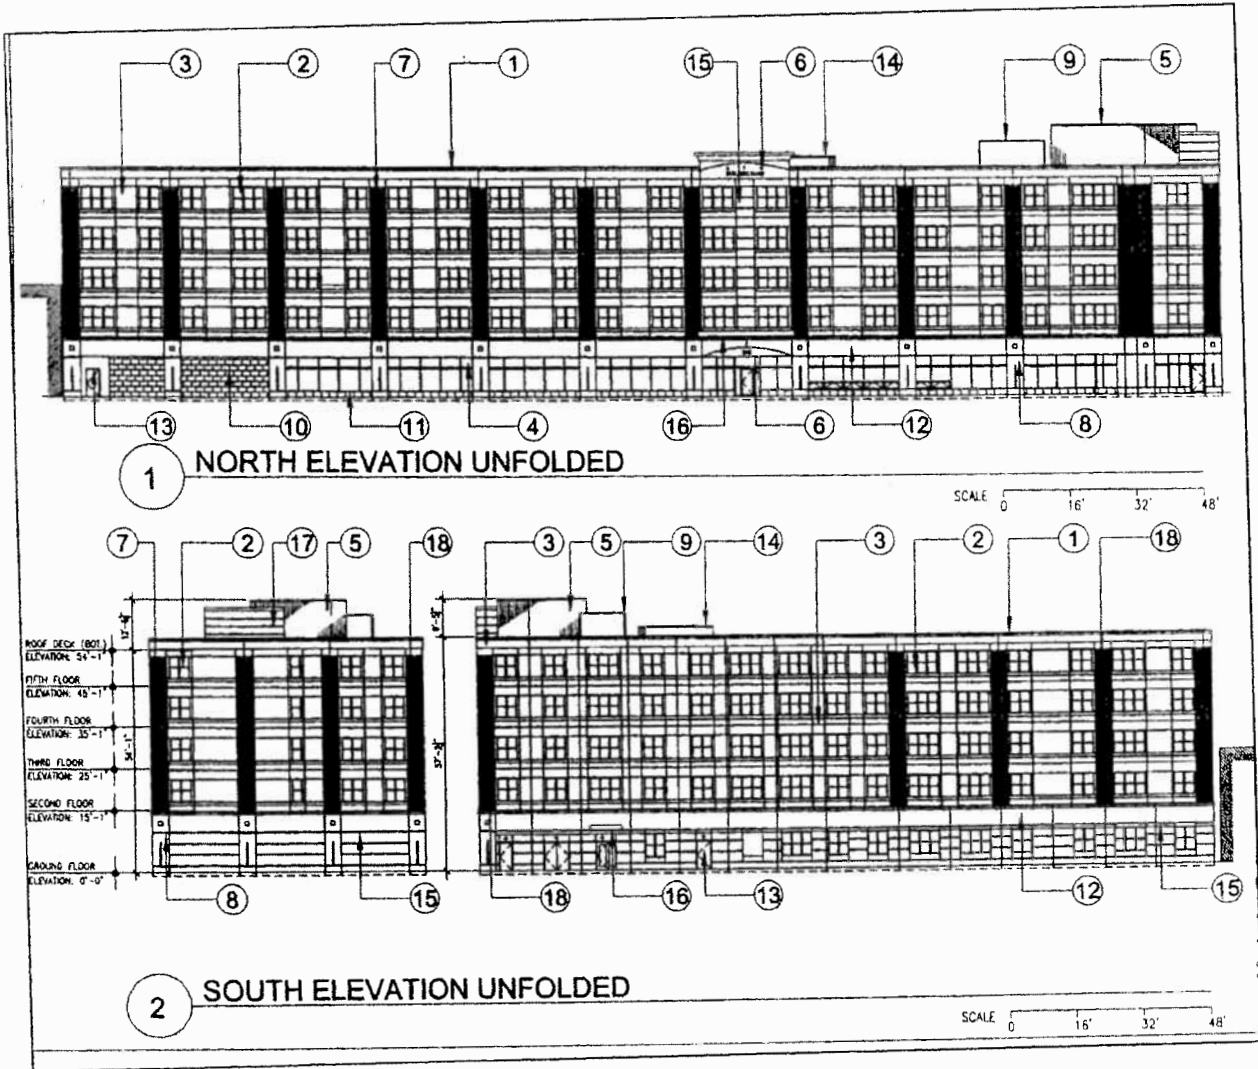 3 2 7 1 15 6 14 9 5
13 10 11 4 16 6 12 8
1 NORTH ELEVATION UNFOLDED
SCALE 0 16' 32' 48'
7 2 17 5 18 3 5 9 14 3 2 1 18
ROOF DECK (BOT.)
ELEVATION: 54'-1"
FIFTH FLOOR
ELEVATION: 45'-1"
FOURTH FLOOR
ELEVATION: 35'-1"
54'-1"
THIRD FLOOR
ELEVATION: 25'-1"
SECOND FLOOR
ELEVATION: 15'-1"
GROUND FLOOR
ELEVATION: 0'-0"
8 15 18 16 13 12 15
2 SOUTH ELEVATION UNFOLDED
SCALE 0 16' 32' 48'